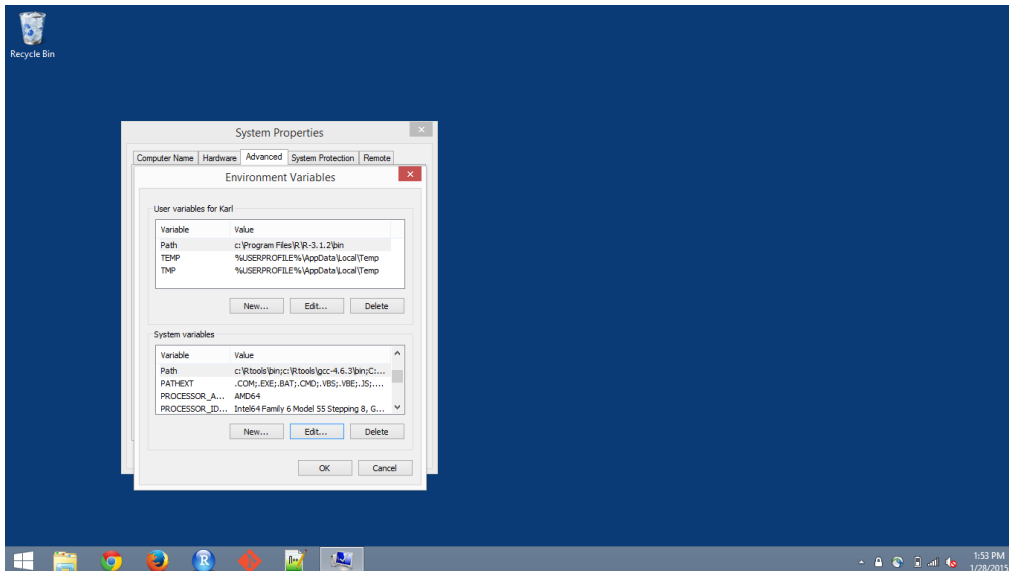 Recycle Bin
System Properties
Computer Name Hardware Advanced System Protection Remote
Environment Variables
User variables for Karl
Variable Value
Path c:\Program Files\R\R-3.1.2\bin
TEMP %USERPROFILE%\AppData\Local\Temp
TMP %USERPROFILE%\AppData\Local\Temp
New... Edit... Delete
System variables
Variable Value
Path c:\Rtools\bin;c:\Rtools\gcc-4.6.3\bin;C:...
PATHEXT .COM;.EXE;.BAT;.CMD;.VBS;.VBE;.JS;....
PROCESSOR_A... AMD64
PROCESSOR_ID... Intel64 Family 6 Model 55 Stepping 8, G...
New... Edit... Delete
OK Cancel
R
1:53 PM
1/28/2015